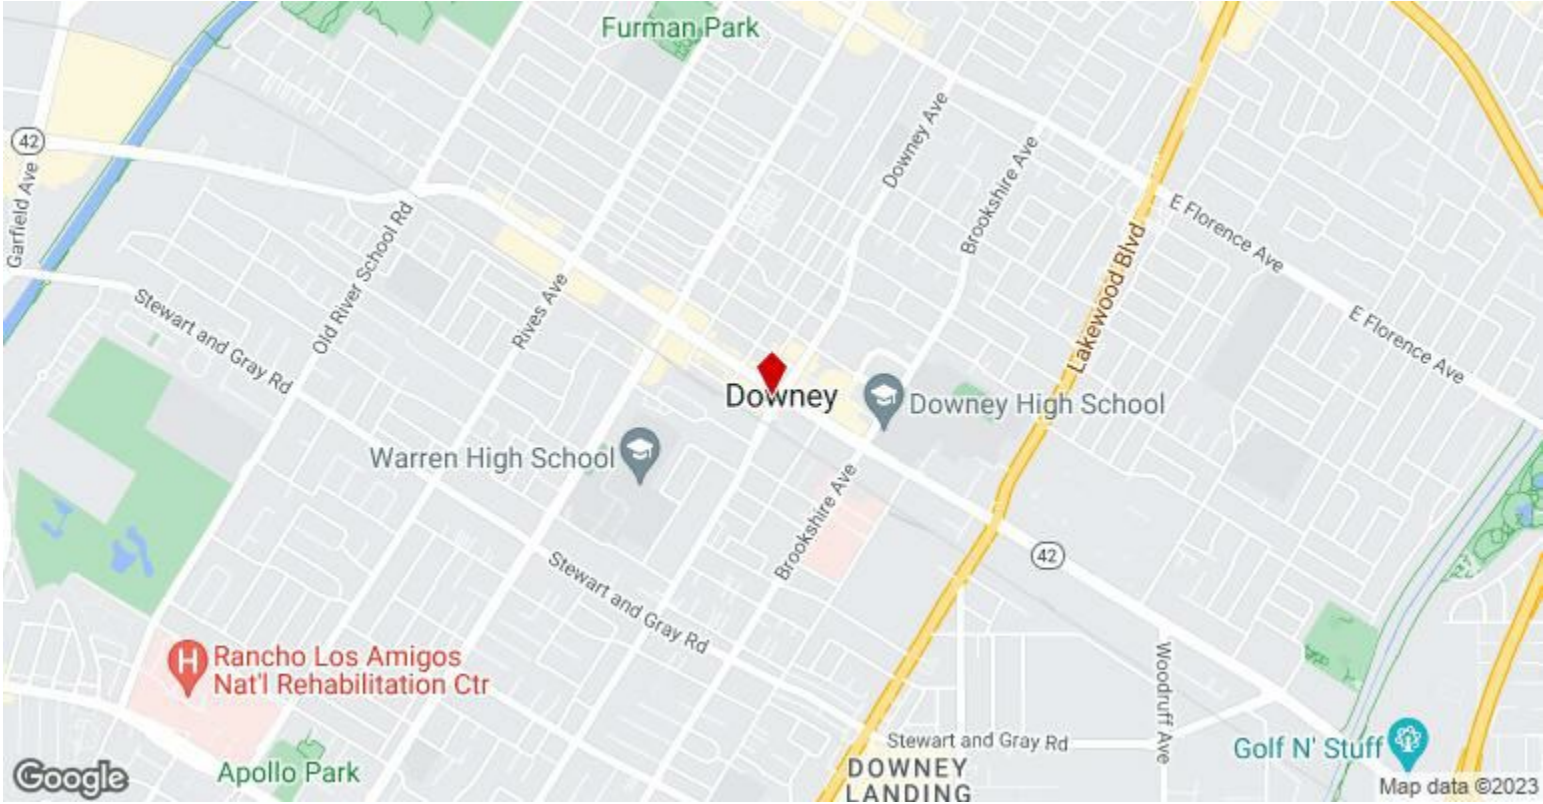 Furman Park
42
Garfield Ave
Downey Ave
Brookshire Ave
E Florence Ave
Lakewood Blvd
Old River School Rd
Rives Ave
Stewart and Gray Rd
E Florence Ave
Downey
Downey High School
Warren High School
Brookshire Ave
42
Stewart and Gray Rd
Rancho Los Amigos
Nat'l Rehabilitation Ctr
Woodruff Ave
Stewart and Gray Rd
Golf N' Stuff
DOWNEY
LANDING
Apollo Park
Google
Map data ©2023